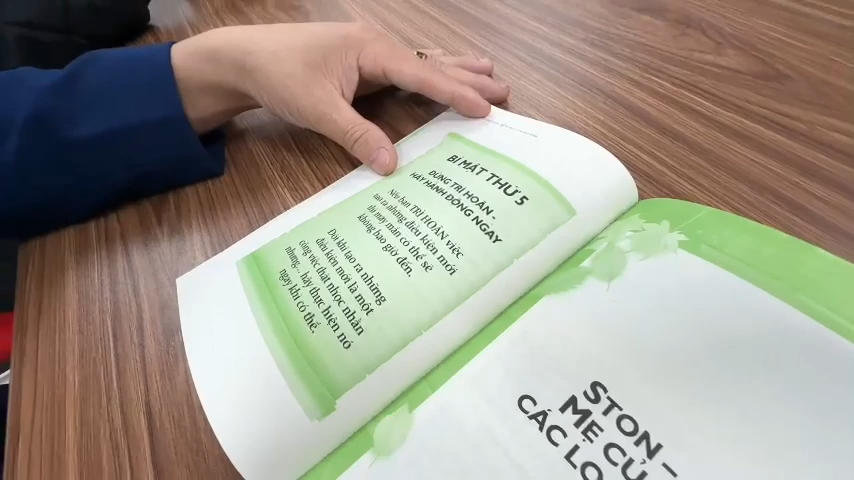 BÍ MẬT THỨ 5
ĐỪNG TRÌ HOÃN -
HÃY HÀNH ĐỘNG NGAY
Nếu bạn TRÌ HOÃN việc
tạo ra những điều kiện mới
thì may mắn có thể sẽ
không bao giờ đến.
Đôi khi tạo ra những
điều kiện mới là một
công việc thật nhọc nhằn
nhưng... hãy thực hiện nó
ngay khi có thể.
STON –
MẸ CỦ
CÁC LO